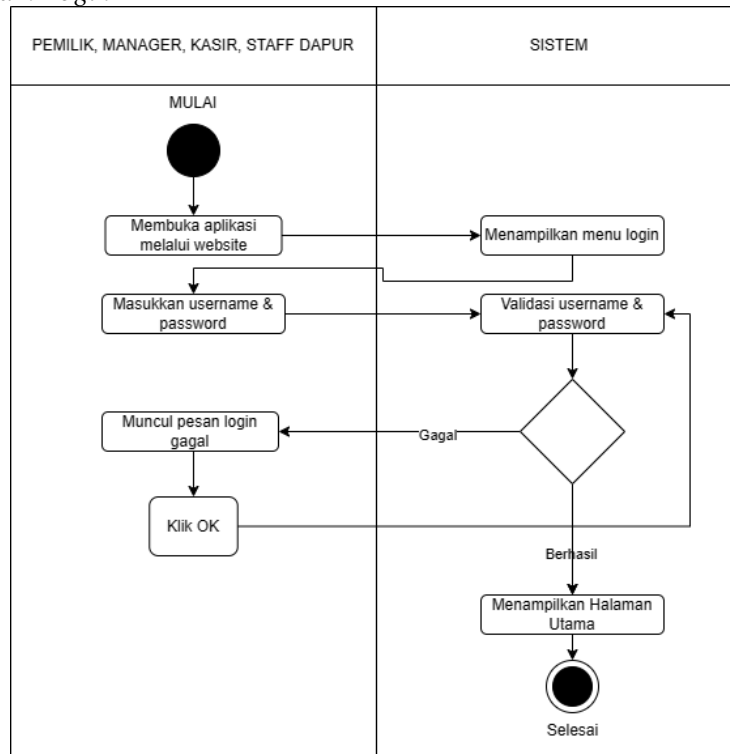 PEMILIK, MANAGER, KASIR, STAFF DAPUR
SISTEM
MULAI
Membuka aplikasi
melalui website
Menampilkan menu login
Masukkan username &
password
Validasi username &
password
Muncul pesan login
gagal
Gagal
Klik OK
Berhasil
Menampilkan Halaman
Utama
Selesai